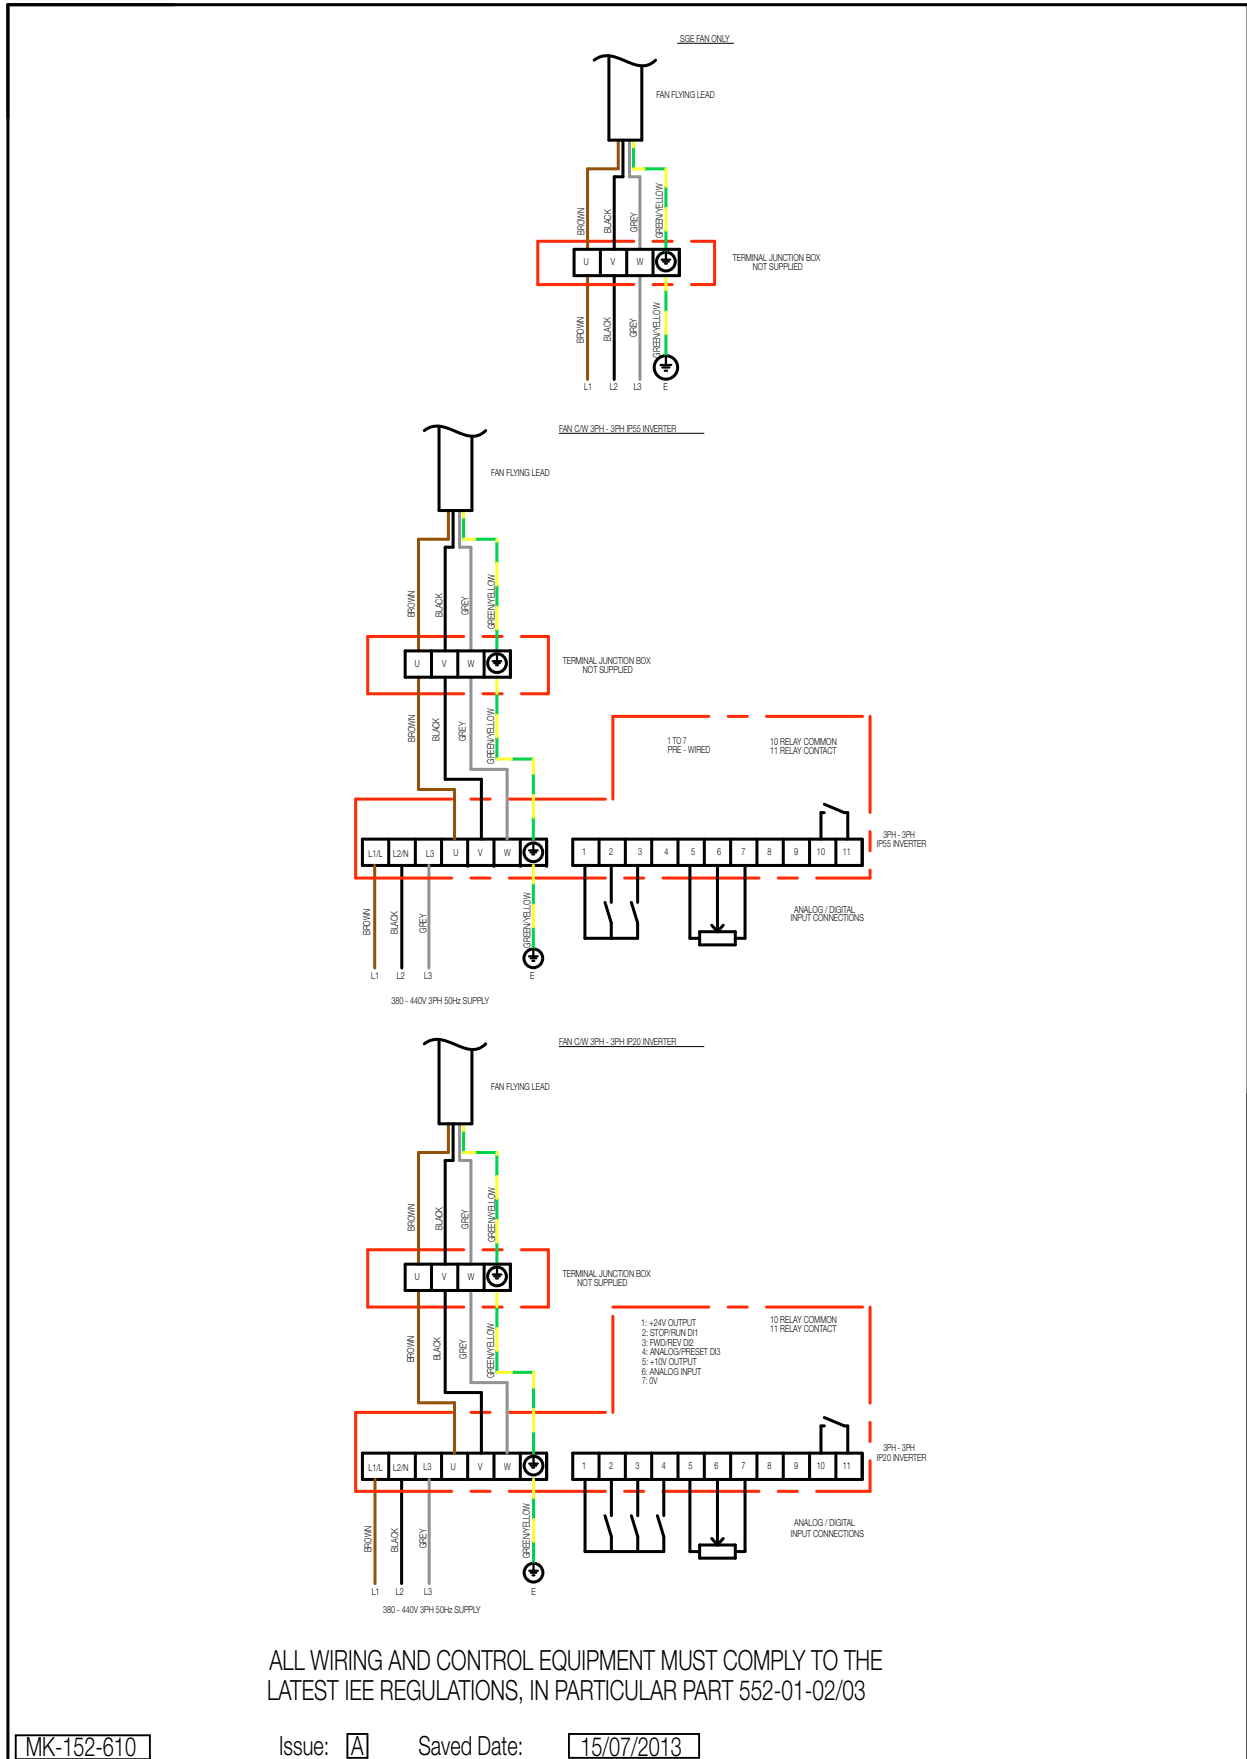 SGE FAN ONLY
FAN FLYING LEAD
BROWN
BLACK
GREY
GREEN/YELLOW
U V W
TERMINAL JUNCTION BOX
NOT SUPPLIED
BROWN
BLACK
GREY
GREEN/YELLOW
L1 L2 L3 E
FAN C/W 3PH - 3PH IP55 INVERTER
FAN FLYING LEAD
BROWN
BLACK
GREY
GREEN/YELLOW
U V W
TERMINAL JUNCTION BOX
NOT SUPPLIED
BROWN
BLACK
GREY
GREEN/YELLOW
1 TO 7
PRE - WIRED
10 RELAY COMMON
11 RELAY CONTACT
3PH - 3PH
IP55 INVERTER
L1/L L2/N L3 U V W
1 2 3 4 5 6 7 8 9 10 11
BROWN
BLACK
GREY
GREEN/YELLOW
ANALOG / DIGITAL
INPUT CONNECTIONS
L1 L2 L3 E
380 - 440V 3PH 50Hz SUPPLY
FAN C/W 3PH - 3PH IP20 INVERTER
FAN FLYING LEAD
BROWN
BLACK
GREY
GREEN/YELLOW
U V W
TERMINAL JUNCTION BOX
NOT SUPPLIED
BROWN
BLACK
GREY
GREEN/YELLOW
1: +24V OUTPUT
2: STOP/RUN DI1
3: FWD/REV DI2
4: ANALOG/PRESET DI3
5: +10V OUTPUT
6: ANALOG INPUT
7: 0V
10 RELAY COMMON
11 RELAY CONTACT
3PH - 3PH
IP20 INVERTER
L1/L L2/N L3 U V W
1 2 3 4 5 6 7 8 9 10 11
BROWN
BLACK
GREY
GREEN/YELLOW
ANALOG / DIGITAL
INPUT CONNECTIONS
L1 L2 L3 E
380 - 440V 3PH 50Hz SUPPLY
ALL WIRING AND CONTROL EQUIPMENT MUST COMPLY TO THE
LATEST IEE REGULATIONS, IN PARTICULAR PART 552-01-02/03
MK-152-610 Issue: A Saved Date: 15/07/2013